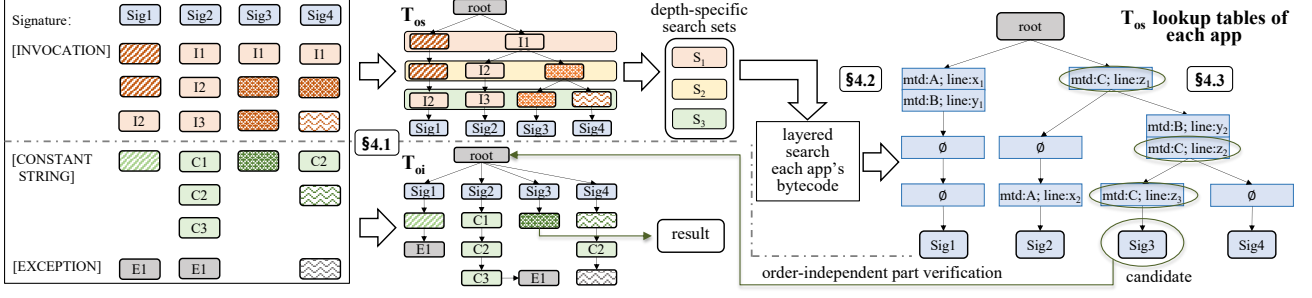 Signature: Sig1 Sig2 Sig3 Sig4
[INVOCATION] I1 I1 I1
I2
I2 I3
[CONSTANT STRING] C1 C2
C2
C3
[EXCEPTION] E1 E1
§4.1
Tos
root
I1
I2
I2 I3
Sig1 Sig2 Sig3 Sig4
Toi
root
Sig1 Sig2 Sig3 Sig4
C1
E1 C2 C2
C3 E1
result
depth-specific
search sets
S1
S2
S3
layered
search
each app's
bytecode
§4.2
§4.3
Tos lookup tables of
each app
root
mtd:A; line:x1
mtd:B; line:y1
mtd:C; line:z1
mtd:B; line:y2
mtd:C; line:z2
∅ ∅
∅ mtd:A; line:x2 mtd:C; line:z3 ∅
Sig1 Sig2 Sig3 Sig4
candidate
order-independent part verification